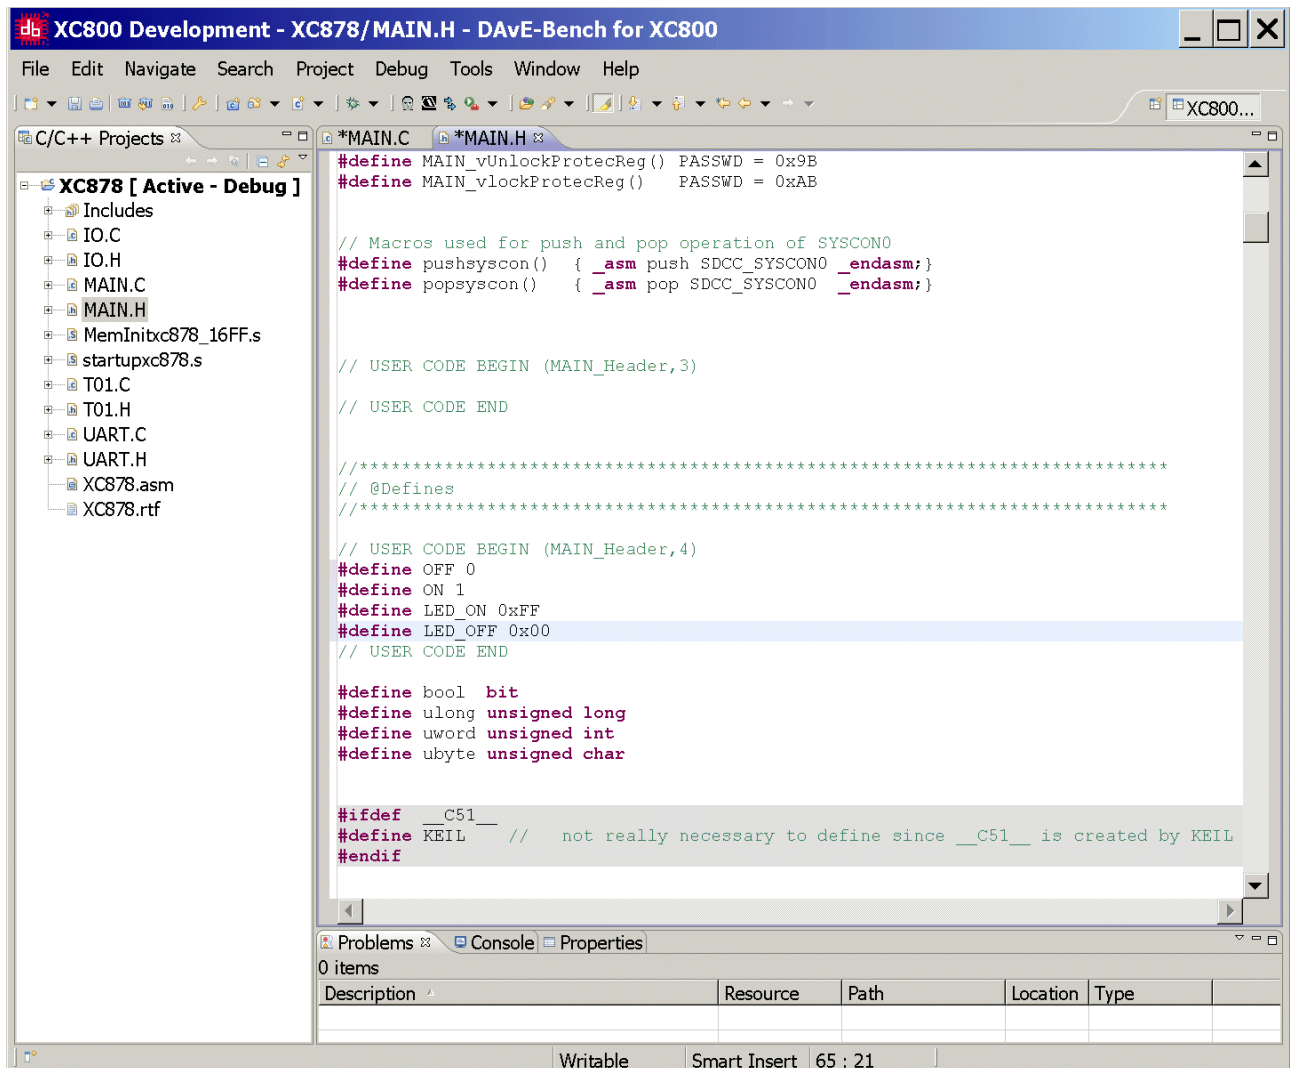 XC800 Development - XC878/MAIN.H - DAvE-Bench for XC800
File Edit Navigate Search Project Debug Tools Window Help
XC800...
C/C++ Projects
XC878 [ Active - Debug ]
Includes
IO.C
IO.H
MAIN.C
MAIN.H
MemInitxc878_16FF.s
startupxc878.s
T01.C
T01.H
UART.C
UART.H
XC878.asm
XC878.rtf
*MAIN.C *MAIN.H
#define MAIN_vUnlockProtecReg() PASSWD = 0x9B
#define MAIN_vlockProtecReg() PASSWD = 0xAB
// Macros used for push and pop operation of SYSCON0
#define pushsyscon() { _asm push SDCC_SYSCON0 _endasm;}
#define popsyscon() { _asm pop SDCC_SYSCON0 _endasm;}
// USER CODE BEGIN (MAIN_Header,3)
// USER CODE END
//****************************************************************************
// @Defines
//****************************************************************************
// USER CODE BEGIN (MAIN_Header,4)
#define OFF 0
#define ON 1
#define LED_ON 0xFF
#define LED_OFF 0x00
// USER CODE END
#define bool bit
#define ulong unsigned long
#define uword unsigned int
#define ubyte unsigned char
#ifdef __C51__
#define KEIL // not really necessary to define since __C51__ is created by KEIL
#endif
Problems Console Properties
0 items
Description Resource Path Location Type
Writable Smart Insert 65 : 21